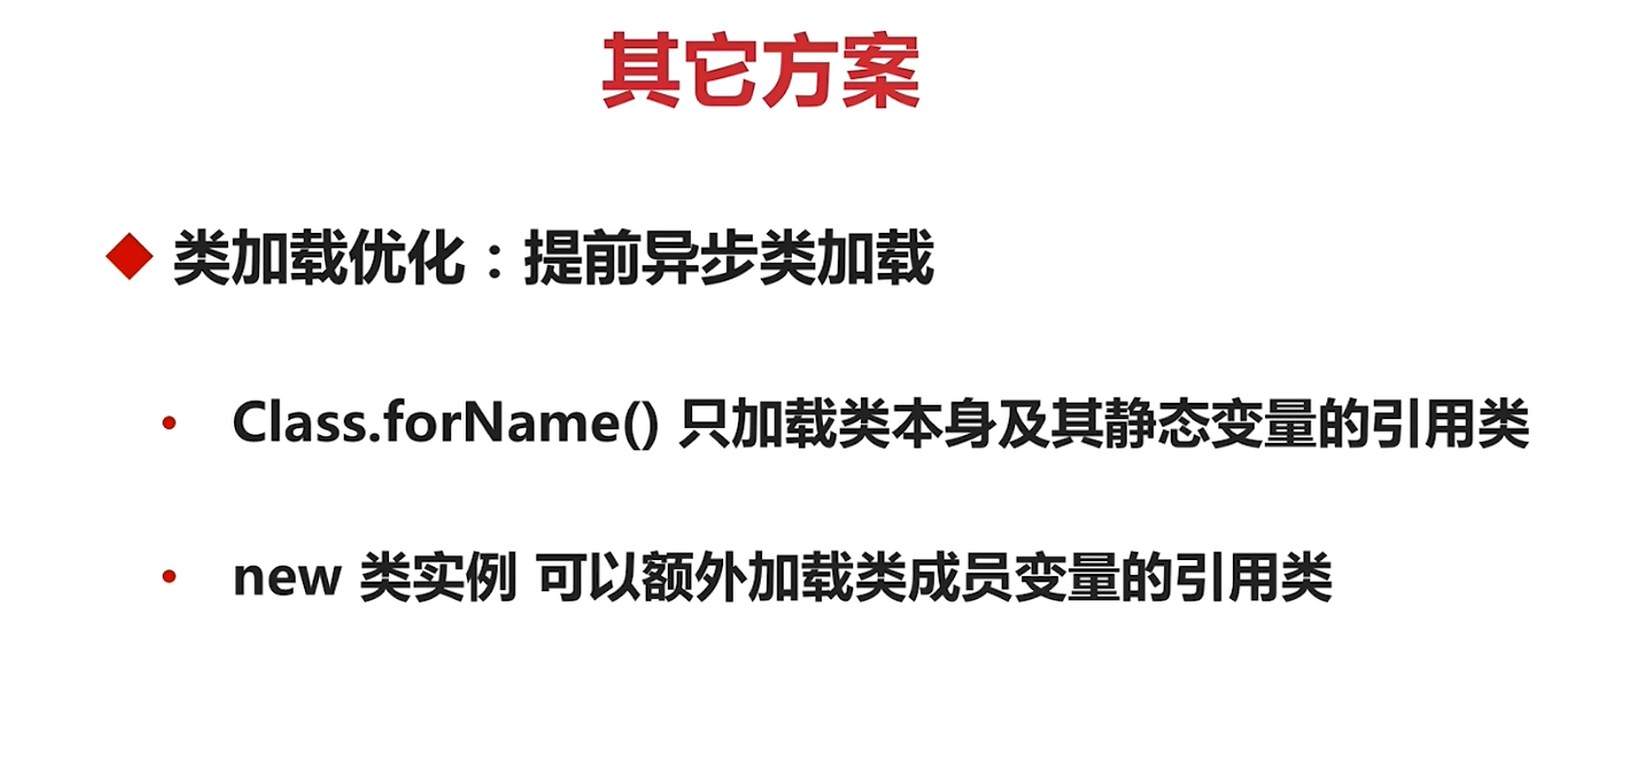 其它方案
类加载优化：提前异步类加载
Class.forName() 只加载类本身及其静态变量的引用类
new 类实例 可以额外加载类成员变量的引用类